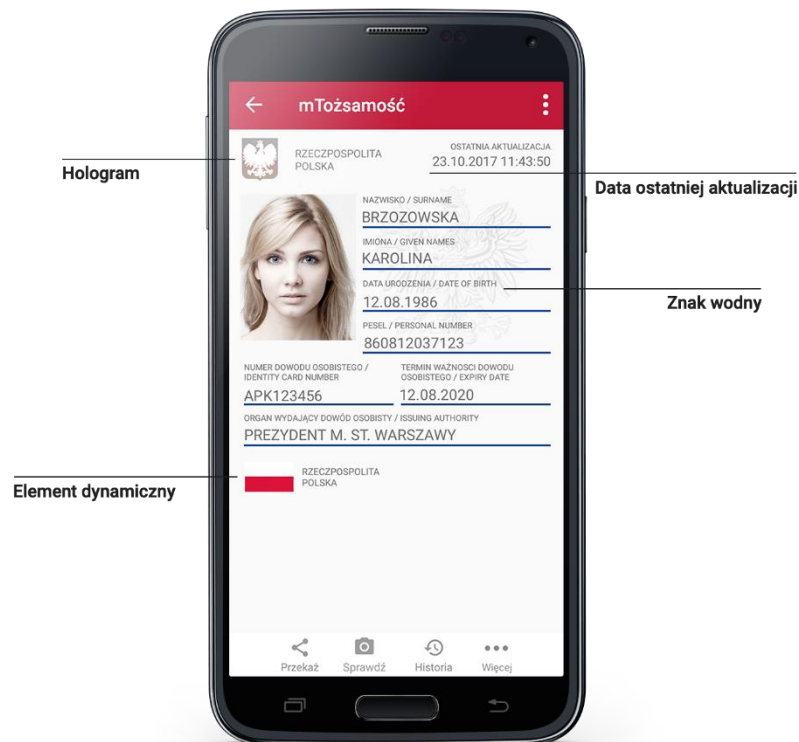 mTożsamość
RZECZPOSPOLITA
POLSKA
OSTATNIA AKTUALIZACJA
23.10.2017 11:43:50
Hologram
Data ostatniej aktualizacji
NAZWISKO / SURNAME
BRZOZOWSKA
IMIONA / GIVEN NAMES
KAROLINA
DATA URODZENIA / DATE OF BIRTH
12.08.1986
Znak wodny
PESEL / PERSONAL NUMBER
860812037123
NUMER DOWODU OSOBISTEGO /
IDENTITY CARD NUMBER
APK123456
TERMIN WAŻNOSCI DOWODU
OSOBISTEGO / EXPIRY DATE
12.08.2020
ORGAN WYDAJĄCY DOWÓD OSOBISTY / ISSUING AUTHORITY
PREZYDENT M. ST. WARSZAWY
Element dynamiczny
RZECZPOSPOLITA
POLSKA
Przekaż Sprawdź Historia Więcej